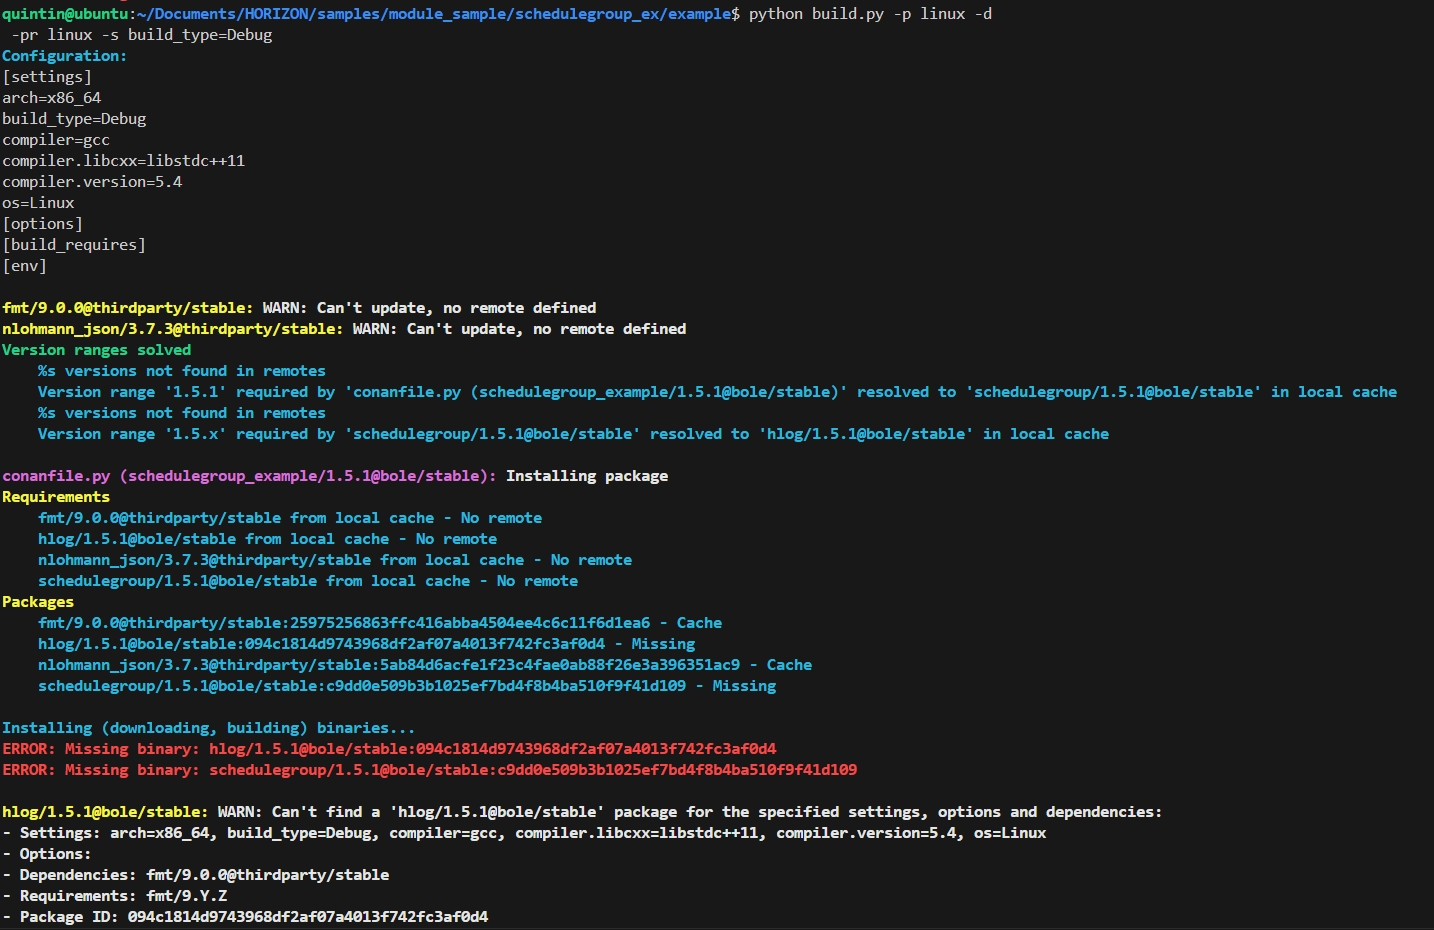 quintin@ubuntu:~/Documents/HORIZON/samples/module_sample/schedulegroup_ex/example$ python build.py -p linux -d
-pr linux -s build_type=Debug
Configuration:
[settings]
arch=x86_64
build_type=Debug
compiler=gcc
compiler.libcxx=libstdc++11
compiler.version=5.4
os=Linux
[options]
[build_requires]
[env]
fmt/9.0.0@thirdparty/stable: WARN: Can't update, no remote defined
nlohmann_json/3.7.3@thirdparty/stable: WARN: Can't update, no remote defined
Version ranges solved
%s versions not found in remotes
Version range '1.5.1' required by 'conanfile.py (schedulegroup_example/1.5.1@bole/stable)' resolved to 'schedulegroup/1.5.1@bole/stable' in local cache
%s versions not found in remotes
Version range '1.5.x' required by 'schedulegroup/1.5.1@bole/stable' resolved to 'hlog/1.5.1@bole/stable' in local cache
conanfile.py (schedulegroup_example/1.5.1@bole/stable): Installing package
Requirements
fmt/9.0.0@thirdparty/stable from local cache - No remote
hlog/1.5.1@bole/stable from local cache - No remote
nlohmann_json/3.7.3@thirdparty/stable from local cache - No remote
schedulegroup/1.5.1@bole/stable from local cache - No remote
Packages
fmt/9.0.0@thirdparty/stable:25975256863ffc416abba4504ee4c6c11f6d1ea6 - Cache
hlog/1.5.1@bole/stable:094c1814d9743968df2af07a4013f742fc3af0d4 - Missing
nlohmann_json/3.7.3@thirdparty/stable:5ab84d6acfe1f23c4fae0ab88f26e3a396351ac9 - Cache
schedulegroup/1.5.1@bole/stable:c9dd0e509b3b1025ef7bd4f8b4ba510f9f41d109 - Missing
Installing (downloading, building) binaries...
ERROR: Missing binary: hlog/1.5.1@bole/stable:094c1814d9743968df2af07a4013f742fc3af0d4
ERROR: Missing binary: schedulegroup/1.5.1@bole/stable:c9dd0e509b3b1025ef7bd4f8b4ba510f9f41d109
hlog/1.5.1@bole/stable: WARN: Can't find a 'hlog/1.5.1@bole/stable' package for the specified settings, options and dependencies:
- Settings: arch=x86_64, build_type=Debug, compiler=gcc, compiler.libcxx=libstdc++11, compiler.version=5.4, os=Linux
- Options:
- Dependencies: fmt/9.0.0@thirdparty/stable
- Requirements: fmt/9.Y.Z
- Package ID: 094c1814d9743968df2af07a4013f742fc3af0d4